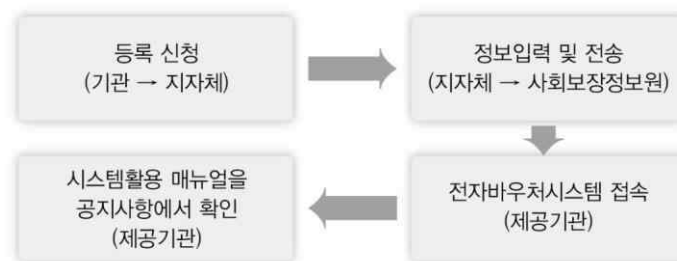 등록 신청
(기관 → 지자체)
정보입력 및 전송
(지자체 → 사회보장정보원)
전자바우처시스템 접속
(제공기관)
시스템활용 매뉴얼을
공지사항에서 확인
(제공기관)